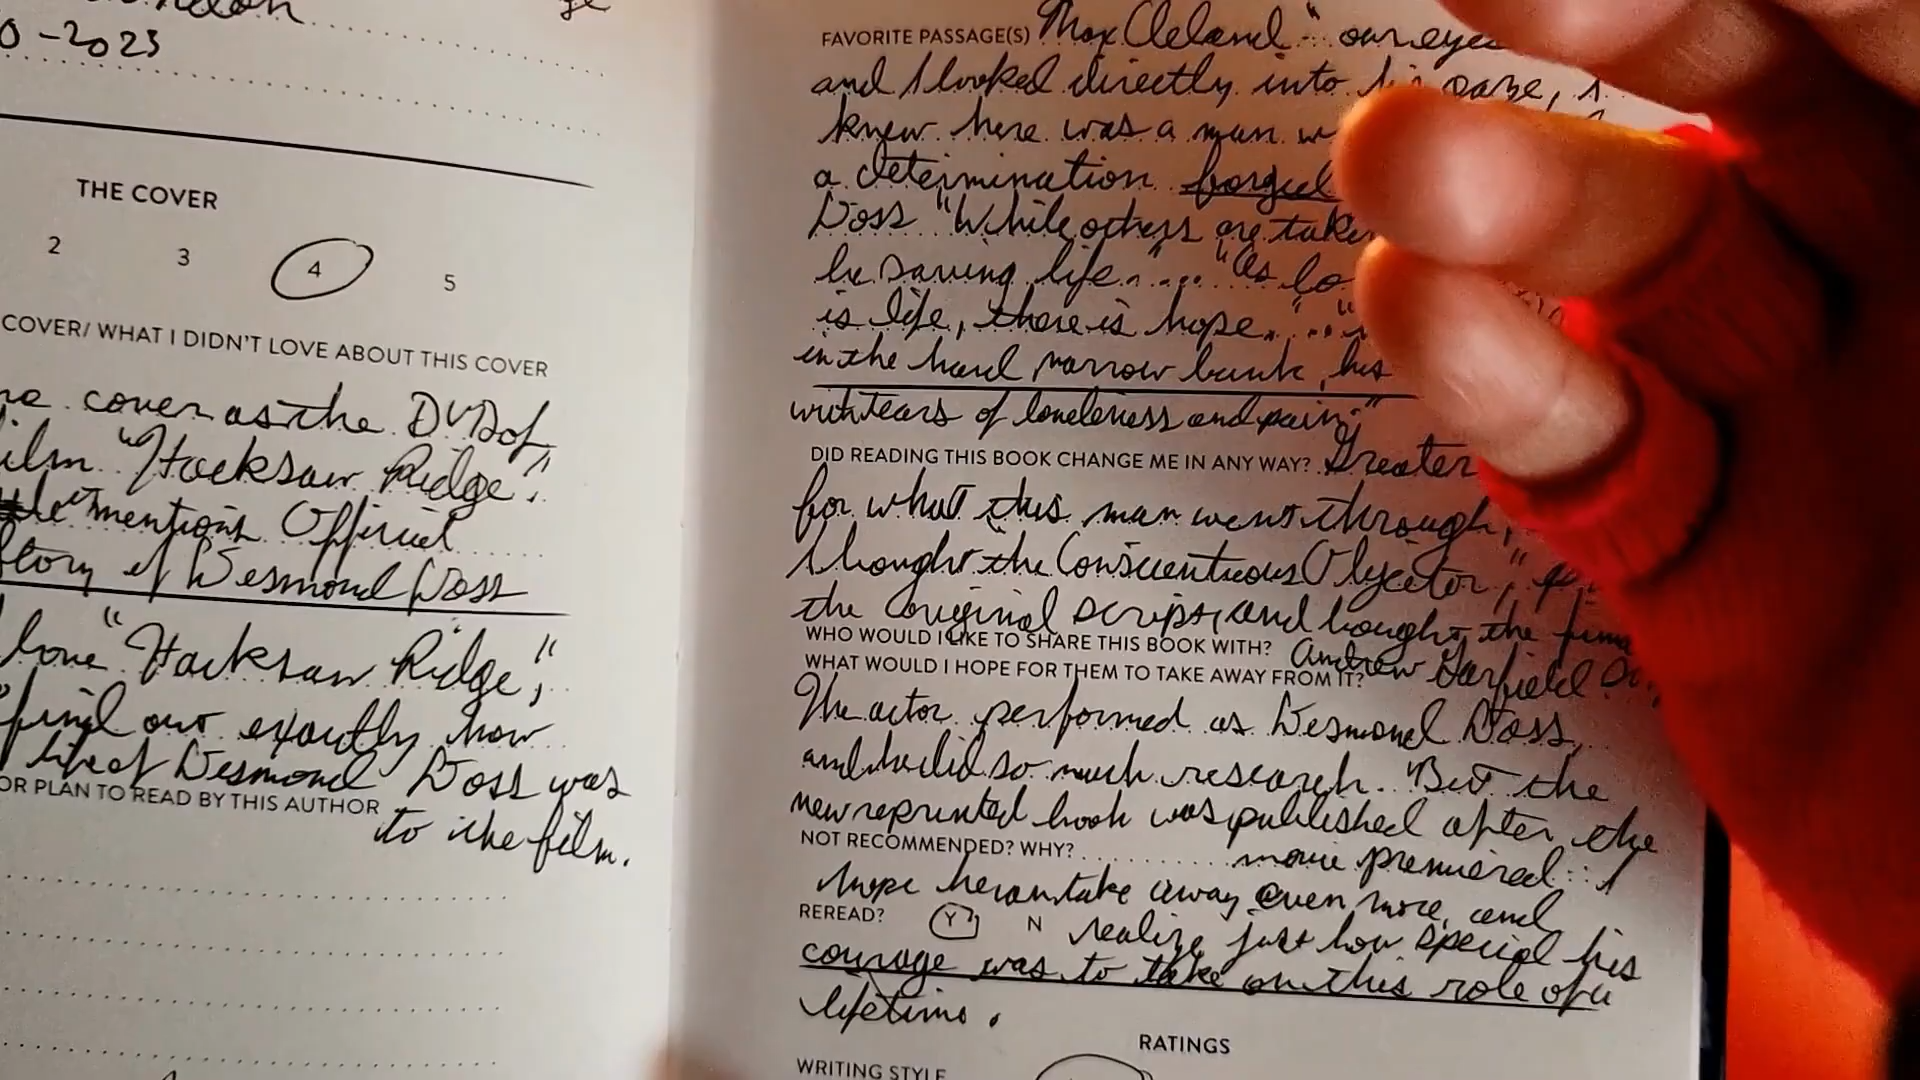 0-2023
THE COVER
2 3 4 5
COVER/ WHAT I DIDN'T LOVE ABOUT THIS COVER
cover as the DVD of
"Hacksaw Ridge".
mentions Official
Story of Desmond Doss
love "Hacksaw Ridge,"
find out exactly how
life of Desmond Doss was
OR PLAN TO READ BY THIS AUTHOR
to the film.
FAVORITE PASSAGE(S) Max Cleland "our eyes
and I looked directly into his gaze, I
knew here was a man
a determination
Doss "While others are
be saving life." ... "As
is life, there is hope." ..
in the hard narrow bunk, his
with tears of loneliness and pain."
DID READING THIS BOOK CHANGE ME IN ANY WAY? Greater
for what this man went through,
the Conscientious Objector,"
the original script, and bought the
WHO WOULD I LIKE TO SHARE THIS BOOK WITH? Andrew Garfield
WHAT WOULD I HOPE FOR THEM TO TAKE AWAY FROM IT?
The actor performed as Desmond Doss,
and he did so much research. But the
new reprinted book was published after the
NOT RECOMMENDED? WHY? movie premiered. I
hope he can take away even more, and
REREAD? Y N realize just how special his
courage was to take on this role of a
lifetime.
RATINGS
WRITING STYLE